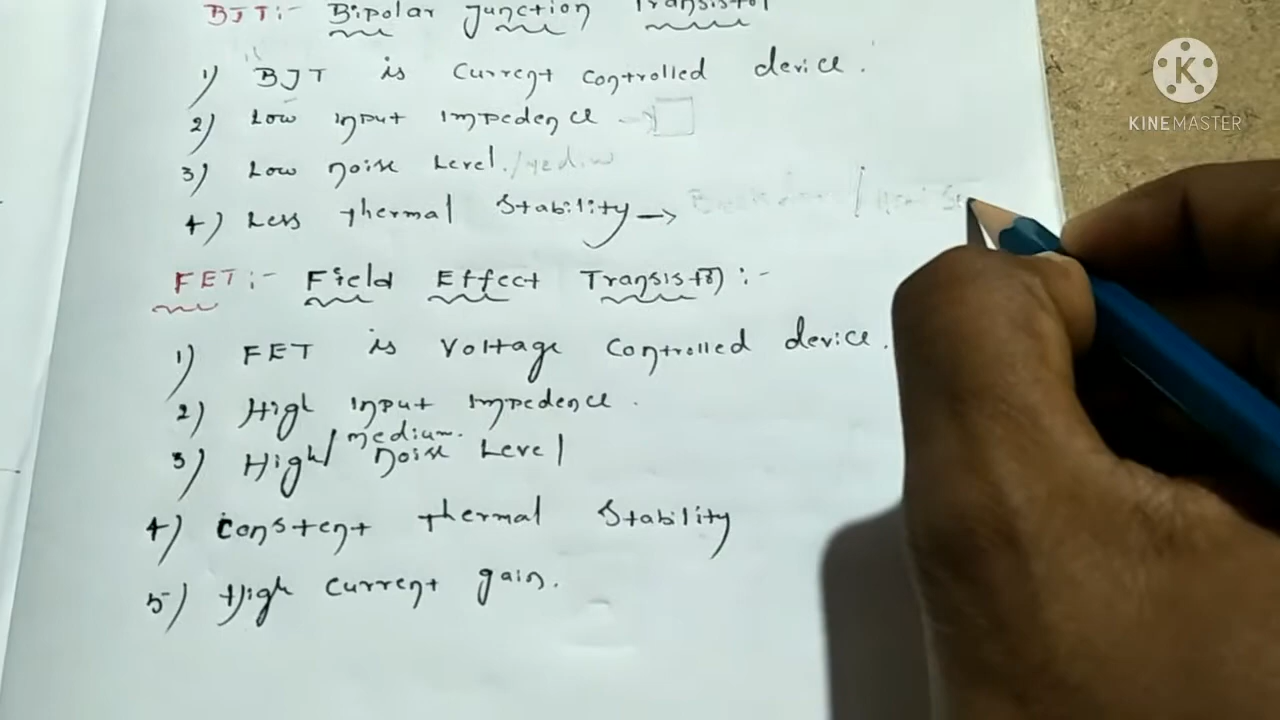 BJT:- Bipolar Junction Transistor
1) BJT is current controlled device.
2) Low input impedence
3) Low noise Level. /medium
4) Less thermal stability →
FET:- Field Effect Transistor:-
1) FET is Voltage controlled device.
2) High input impedence.
3) High/medium. noise Level
4) constent thermal stability
5) High current gain.
K
KINEMASTER